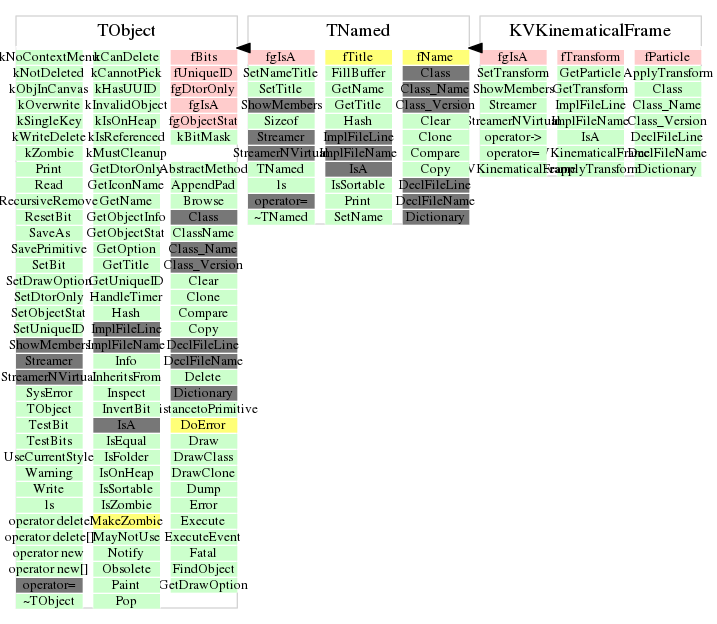 TObject TNamed KVKinematicalFrame
kNoContextMenu kCanDelete fBits fgIsA fTitle fName fgIsA fTransform fParticle
kNotDeleted kCannotPick fUniqueID SetNameTitle FillBuffer Class SetTransform GetParticle ApplyTransform
kObjInCanvas kHasUUID fgDtorOnly SetTitle GetName Class_Name ShowMembers GetTransform Class
kOverwrite kInvalidObject fgIsA ShowMembers GetTitle Class_Version Streamer ImplFileLine Class_Name
kSingleKey kIsOnHeap fgObjectStat Sizeof Hash Clear StreamerNVirtual ImplFileName Class_Version
kWriteDelete kIsReferenced kBitMask Streamer ImplFileLine Clone operator-> IsA DeclFileLine
kZombie kMustCleanup StreamerNVirtual ImplFileName Compare operator= KVKinematicalFrame DeclFileName
Print GetDtorOnly AbstractMethod TNamed IsA Copy KVKinematicalFrame applyTransform Dictionary
Read GetIconName AppendPad ls IsSortable DeclFileLine
RecursiveRemove GetName Browse operator= Print DeclFileName
ResetBit GetObjectInfo Class ~TNamed SetName Dictionary
SaveAs GetObjectStat ClassName
SavePrimitive GetOption Class_Name
SetBit GetTitle Class_Version
SetDrawOption GetUniqueID Clear
SetDtorOnly HandleTimer Clone
SetObjectStat Hash Compare
SetUniqueID ImplFileLine Copy
ShowMembers ImplFileName DeclFileLine
Streamer Info DeclFileName
StreamerNVirtual InheritsFrom Delete
SysError Inspect Dictionary
TObject InvertBit DistancetoPrimitive
TestBit IsA DoError
TestBits IsEqual Draw
UseCurrentStyle IsFolder DrawClass
Warning IsOnHeap DrawClone
Write IsSortable Dump
ls IsZombie Error
operator delete MakeZombie Execute
operator delete[] MayNotUse ExecuteEvent
operator new Notify Fatal
operator new[] Obsolete FindObject
operator= Paint GetDrawOption
~TObject Pop